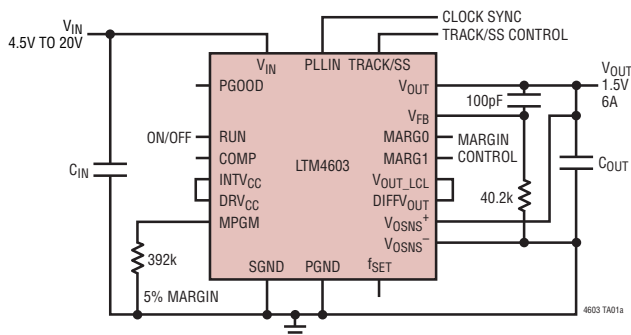 CLOCK SYNC
TRACK/SS CONTROL
VIN
4.5V TO 20V
VIN PLLIN TRACK/SS
PGOOD
VOUT
VOUT
1.5V
6A
100pF
VFB
ON/OFF
RUN
MARG0
MARGIN
CONTROL
COMP
LTM4603
MARG1
CIN
INTVCC
VOUT_LCL
COUT
DRVCC
DIFFVOUT
40.2k
MPGM
VOSNS+
VOSNS–
392k
5% MARGIN
SGND PGND fSET
4603 TA01a